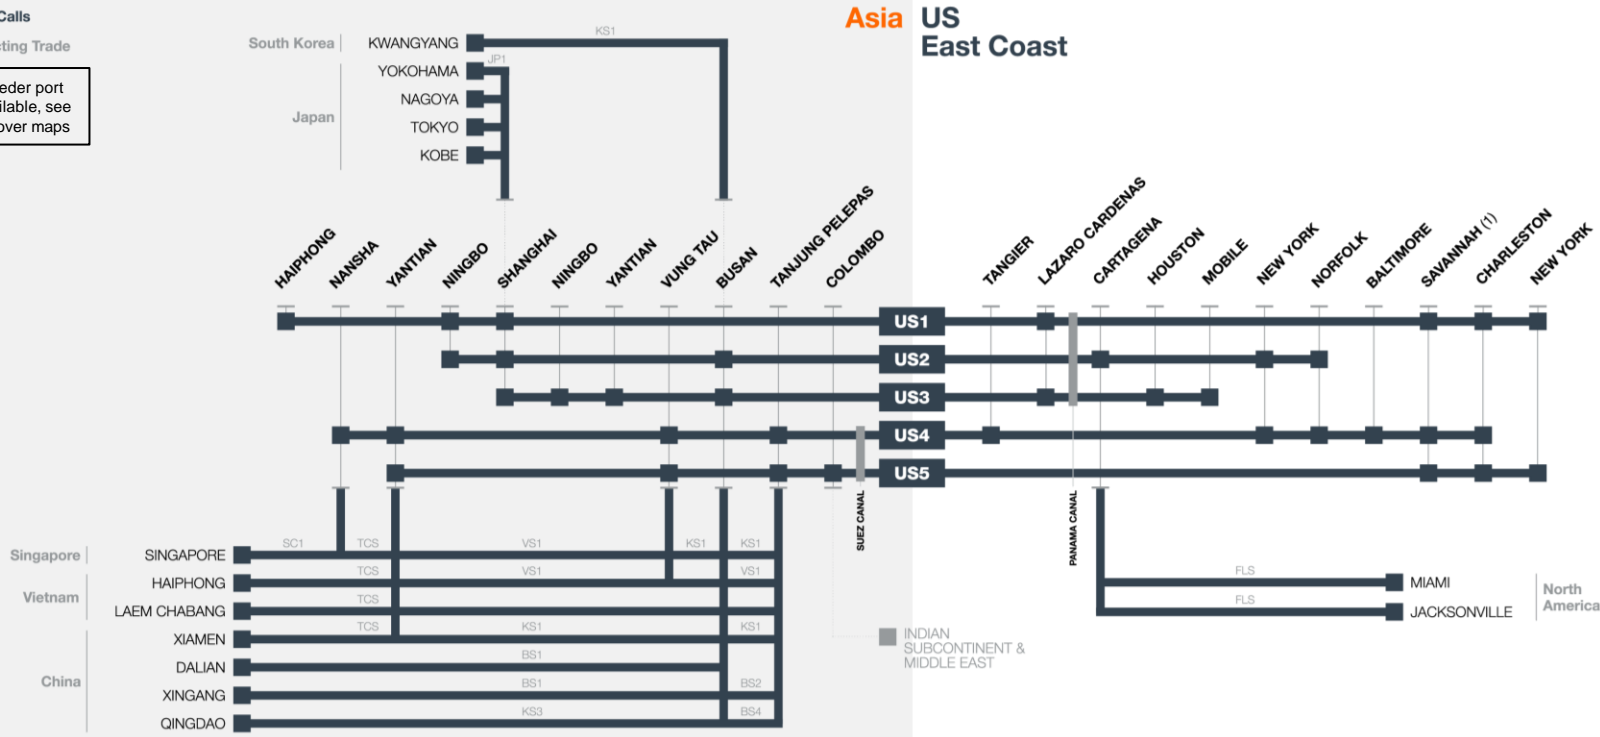 Calls
cting Trade
eder port
ilable, see
over maps
Asia
US
East Coast
South Korea
KWANGYANG
KS1
JP1
Japan
YOKOHAMA
NAGOYA
TOKYO
KOBE
HAIPHONG
NANSHA
YANTIAN
NINGBO
SHANGHAI
NINGBO
YANTIAN
VUNG TAU
BUSAN
TANJUNG PELEPAS
COLOMBO
TANGIER
LAZARO CARDENAS
CARTAGENA
HOUSTON
MOBILE
NEW YORK
NORFOLK
BALTIMORE
SAVANNAH (1)
CHARLESTON
NEW YORK
US1
US2
US3
US4
US5
SUEZ CANAL
PANAMA CANAL
Singapore
SINGAPORE
SC1
TCS
VS1
KS1
KS1
Vietnam
HAIPHONG
TCS
VS1
VS1
LAEM CHABANG
TCS
China
XIAMEN
TCS
KS1
KS1
DALIAN
BS1
XINGANG
BS1
BS2
QINGDAO
KS3
BS4
INDIAN
SUBCONTINENT &
MIDDLE EAST
FLS
MIAMI
FLS
JACKSONVILLE
North
America